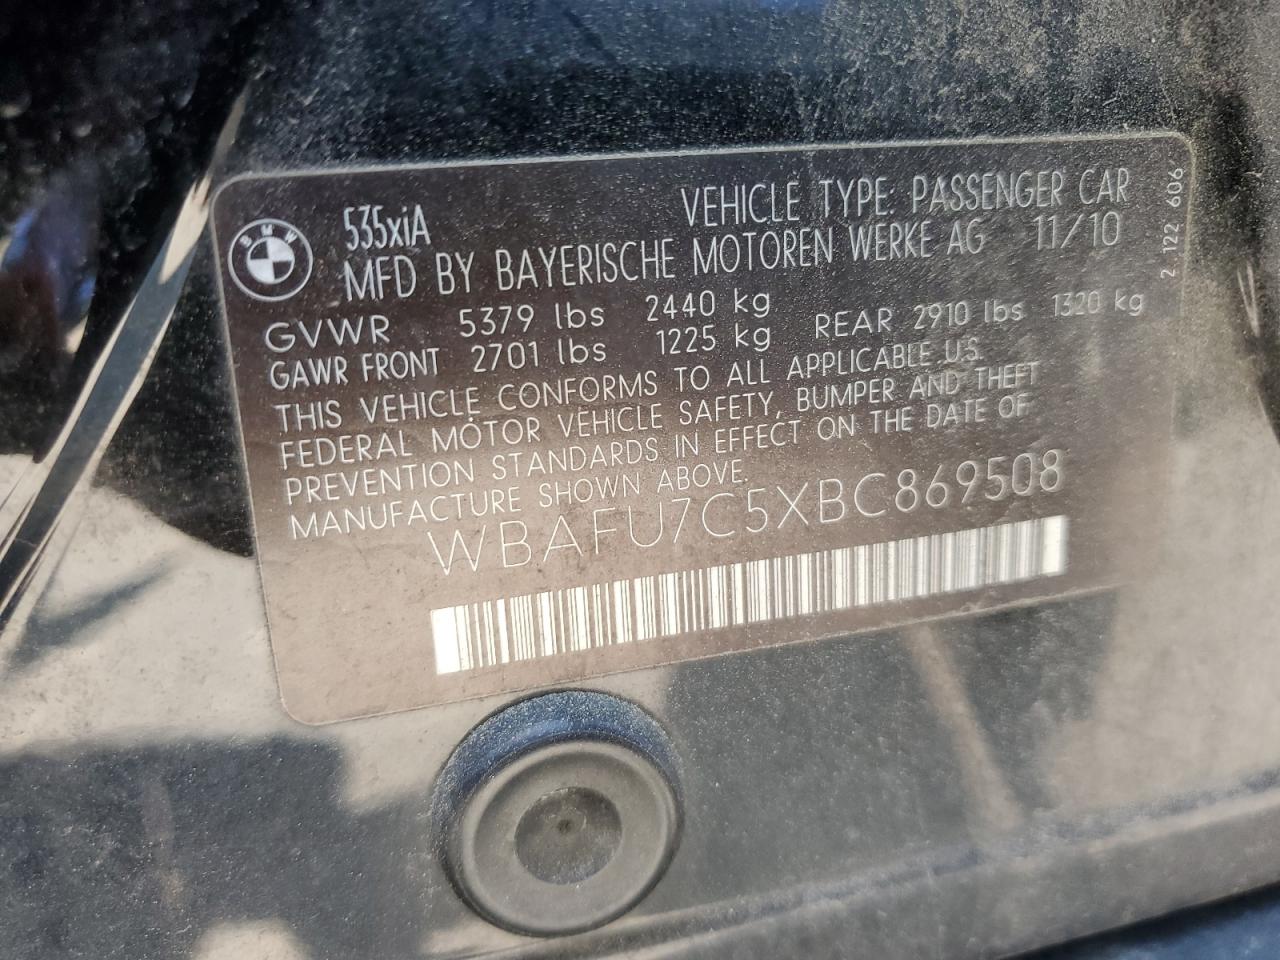 BMW
535xiA
VEHICLE TYPE: PASSENGER CAR
MFD BY BAYERISCHE MOTOREN WERKE AG 11/10
GVWR 5379 lbs 2440 kg
GAWR FRONT 2701 lbs 1225 kg REAR 2910 lbs 1320 kg
THIS VEHICLE CONFORMS TO ALL APPLICABLE U.S.
FEDERAL MOTOR VEHICLE SAFETY, BUMPER AND THEFT
PREVENTION STANDARDS IN EFFECT ON THE DATE OF
MANUFACTURE SHOWN ABOVE.
WBAFU7C5XBC869508
2 122 606